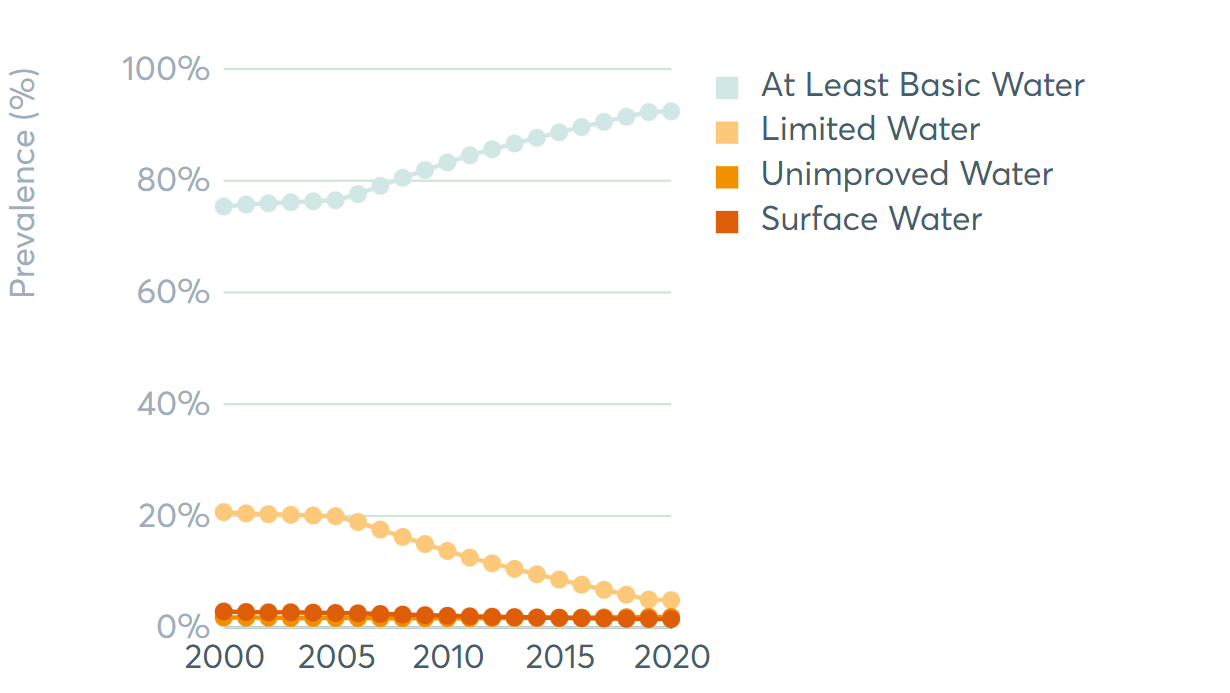 Prevalence (%)
100%
80%
60%
40%
20%
0%
2000 2005 2010 2015 2020
At Least Basic Water
Limited Water
Unimproved Water
Surface Water